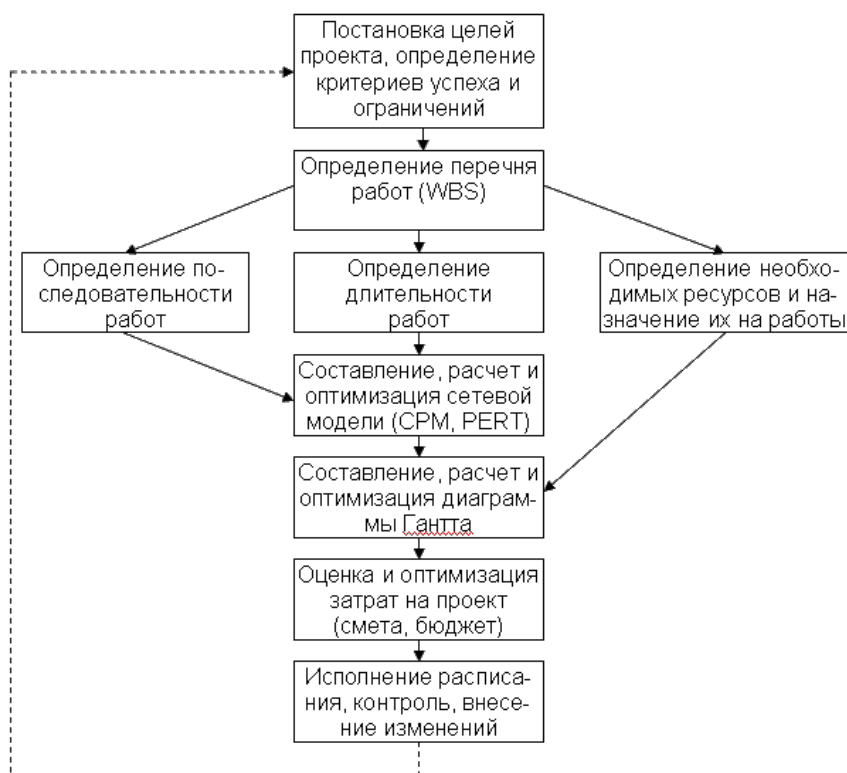 Постановка целей
проекта, определение
критериев успеха и
ограничений
Определение перечня
работ (WBS)
Определение по-
следовательности
работ
Определение
длительности
работ
Определение необхо-
димых ресурсов и на-
значение их на работы
Составление, расчет и
оптимизация сетевой
модели (CPM, PERT)
Составление, расчет и
оптимизация диаграм-
мы Гантта
Оценка и оптимизация
затрат на проект
(смета, бюджет)
Исполнение расписа-
ния, контроль, внесе-
ние изменений